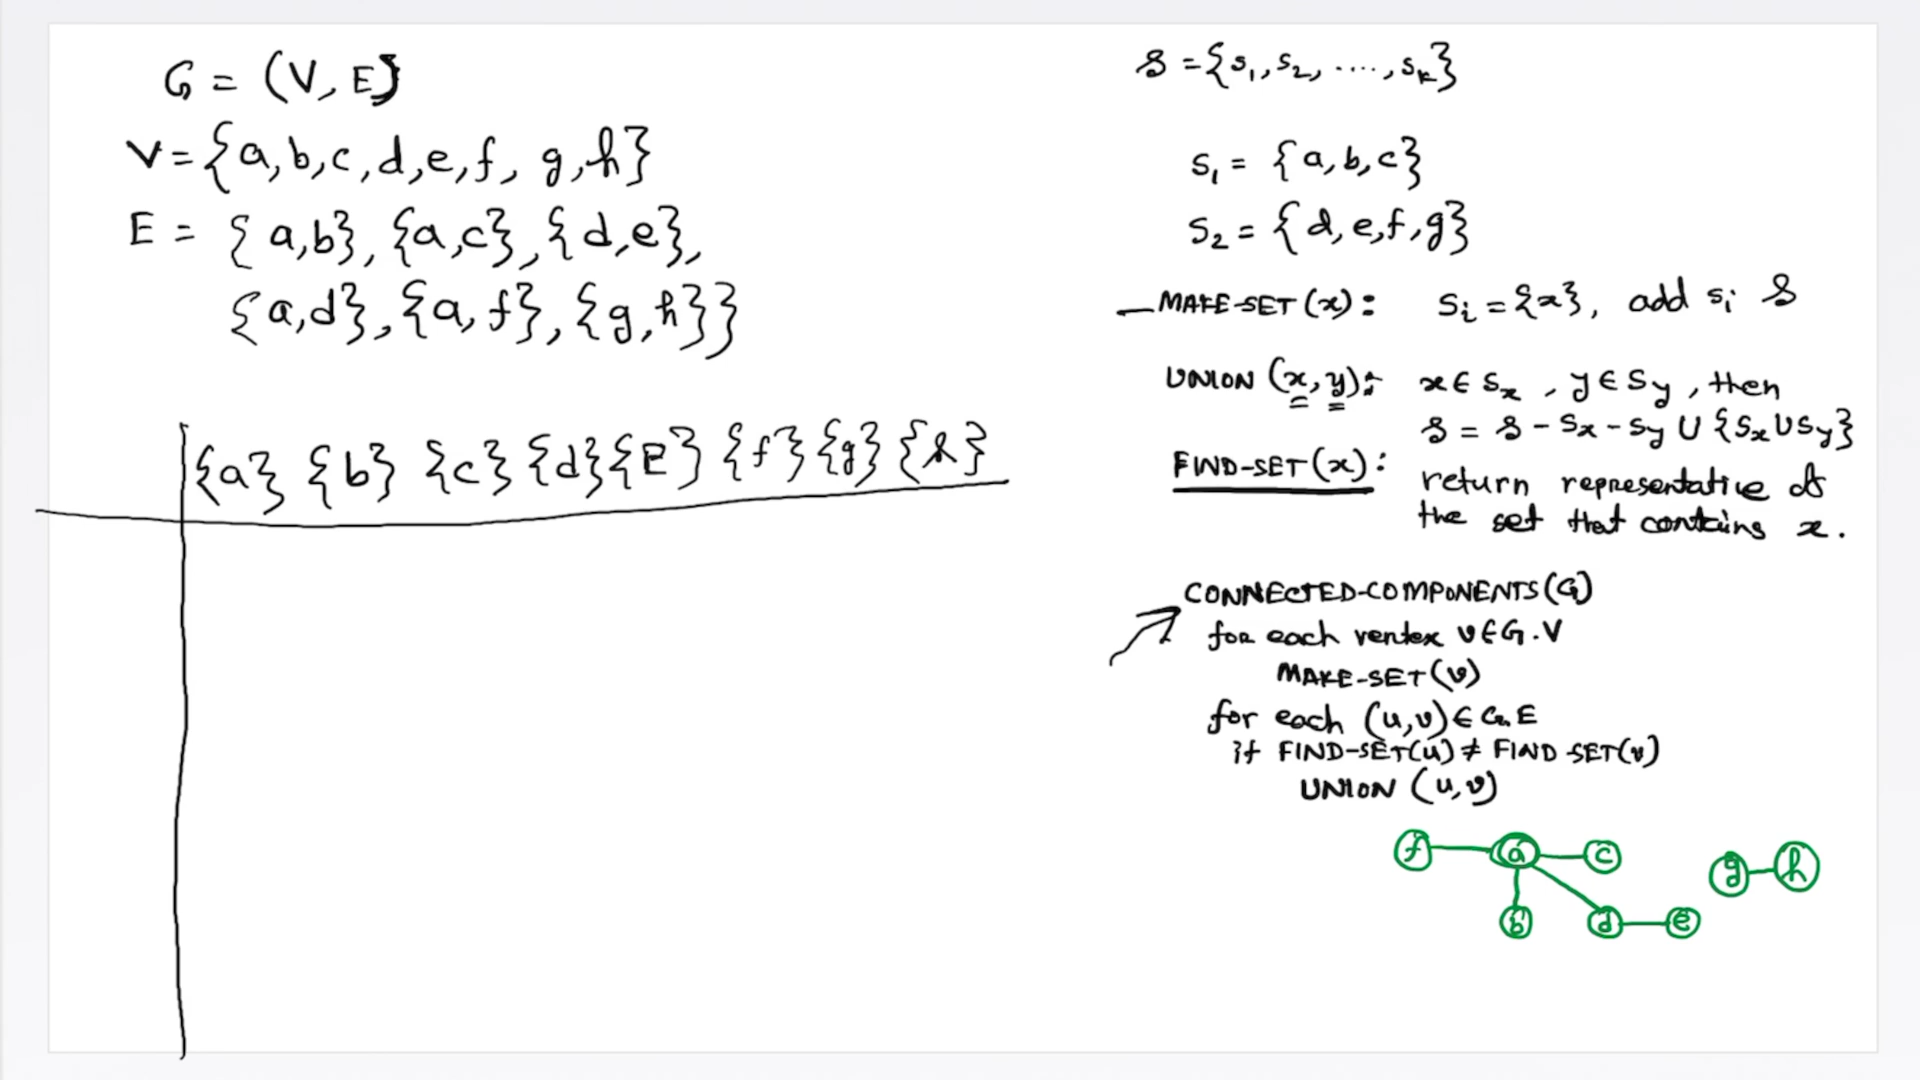 G = (V, E)
V = {a,b,c,d,e,f, g,h}
E = { a,b}, {a,c}, {d,e},
{a,d}, {a,f}, {g,h}}
{a} {b} {c} {d} {E} {f} {g} {h}
S = {s₁, s₂, ...., sₖ}
s₁ = {a,b,c}
s₂ = {d,e,f,g}
MAKE-SET(x): sᵢ = {x}, add sᵢ S
UNION (x,y): x ∈ Sₓ, y ∈ Sy, then
S = S - Sₓ - Sy ∪ {Sₓ ∪ Sy}
FIND-SET(x): return representative of
the set that contains x.
CONNECTED-COMPONENTS(G)
for each vertex v ∈ G.V
MAKE-SET(v)
for each (u,v) ∈ G.E
if FIND-SET(u) ≠ FIND-SET(v)
UNION (u,v)
f a c g h
b d e